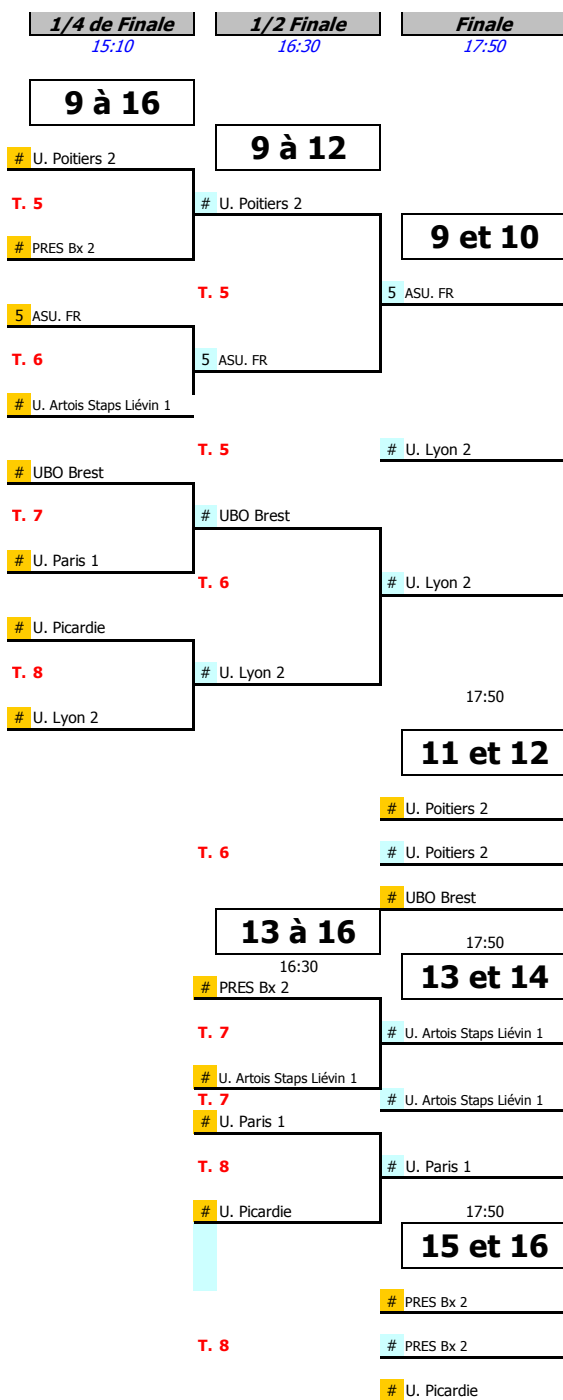 1/4 de Finale 1/2 Finale Finale
15:10 16:30 17:50
9 à 16
9 à 12
# U. Poitiers 2
T. 5 # U. Poitiers 2
9 et 10
# PRES Bx 2
T. 5 5 ASU. FR
5 ASU. FR
T. 6 5 ASU. FR
# U. Artois Staps Liévin 1
T. 5 # U. Lyon 2
# UBO Brest
T. 7 # UBO Brest
# U. Paris 1
T. 6 # U. Lyon 2
# U. Picardie
T. 8 # U. Lyon 2
17:50
# U. Lyon 2
11 et 12
# U. Poitiers 2
T. 6 # U. Poitiers 2
# UBO Brest
13 à 16
17:50
16:30
13 et 14
# PRES Bx 2
T. 7 # U. Artois Staps Liévin 1
# U. Artois Staps Liévin 1
T. 7 # U. Artois Staps Liévin 1
# U. Paris 1
T. 8 # U. Paris 1
# U. Picardie 17:50
15 et 16
# PRES Bx 2
T. 8 # PRES Bx 2
# U. Picardie